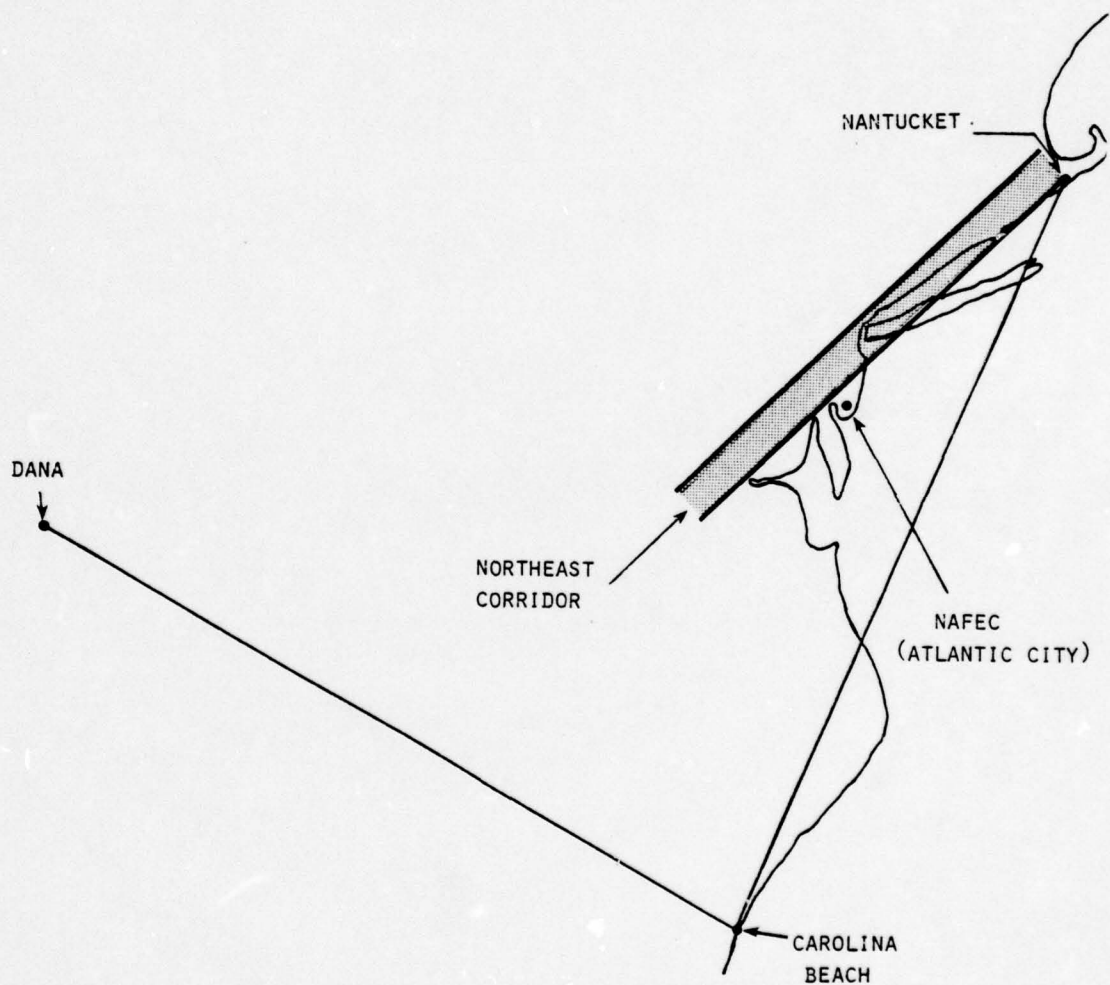 NANTUCKET
DANA
NORTHEAST
CORRIDOR
NAFEC
(ATLANTIC CITY)
CAROLINA
BEACH